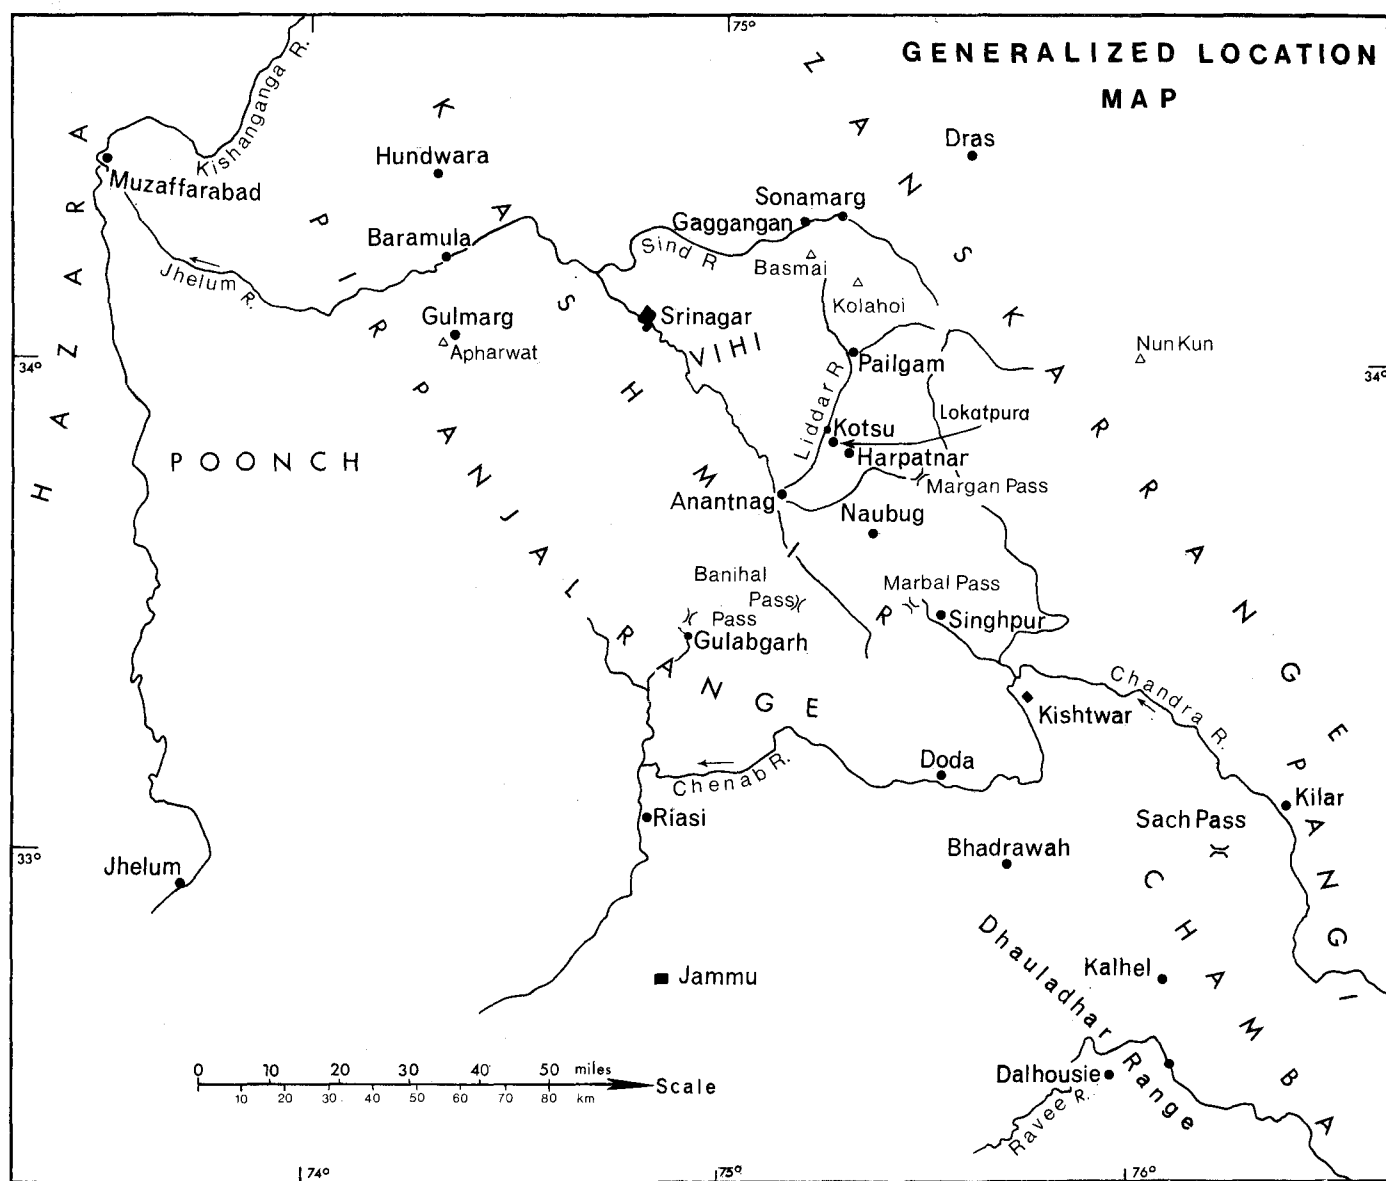 75°
GENERALIZED LOCATION
MAP
Kishanganga R.
Dras
Hundwara
Muzaffarabad
Sonamarg
Gaggangan
Baramula
Sind R
Basmai
Jhelum R.
Kolahoi
Gulmarg
Srinagar
Apharwat
VIHI
Nun Kun
34°
34°
Pailgam
Liddar R
Lokatpura
Kotsu
Harpatnar
HAZARA
POONCH
KASHMIR
PIR PANJAL RANGE
ZANSKAR RANGE
Margan Pass
Anantnag
Naubug
Banihal
Pass
Marbal Pass
Pass
Singhpur
Gulabgarh
Chandra R.
Kishtwar
Doda
Chenab R.
Kilar
Riasi
Sach Pass
33°
Bhadrawah
Jhelum
PANGI
CHAMBA
Dhauladhar Range
Kalhel
Jammu
0 10 20 30 40 50 miles
Scale
10 20 30 40 50 60 70 80 km
Dalhousie
Ravee R.
74°
75°
76°